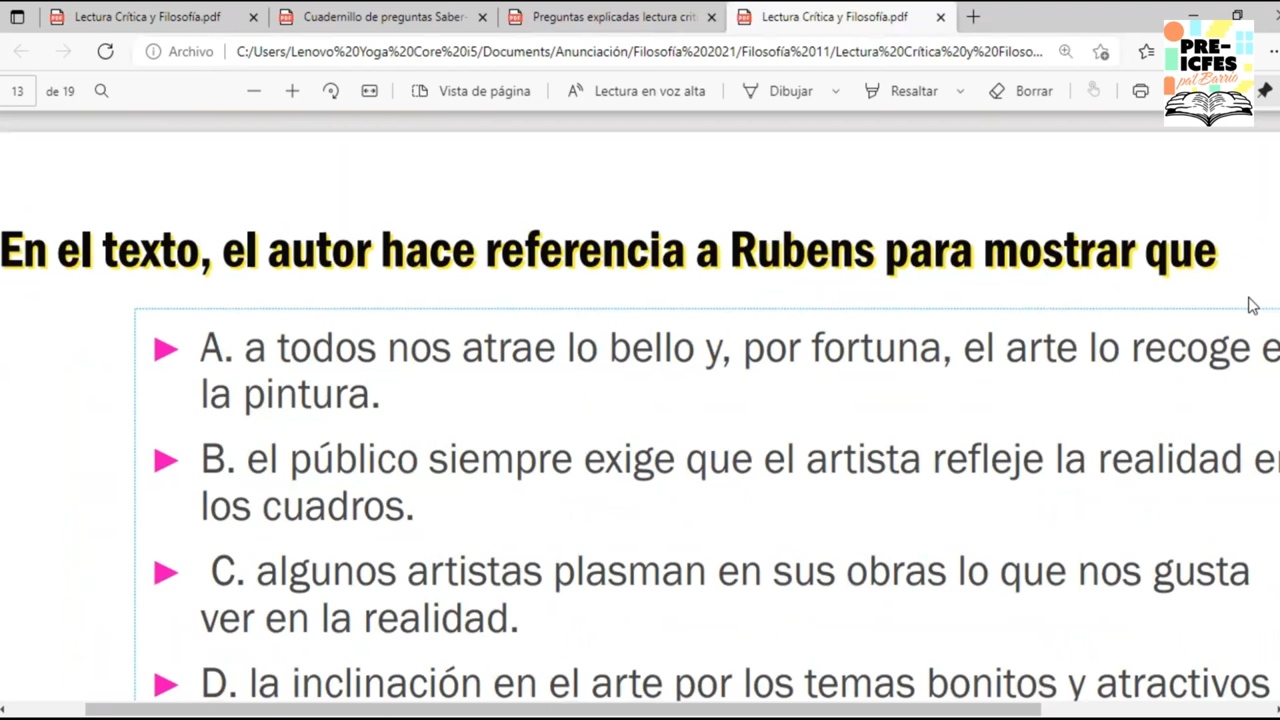 Lectura Crítica y Filosofía.pdf
Cuadernillo de preguntas Saber-
Preguntas explicadas lectura crit
Lectura Crítica y Filosofía.pdf
Archivo
C:/Users/Lenovo%20Yoga%20Core%20i5/Documents/Anunciación/Filosofía%202021/Filosofía%2011/Lectura%20Crítica%20y%20Filoso...
PRE-
ICFES
pa'l Barrio
13 de 19
Vista de página
Lectura en voz alta
Dibujar
Resaltar
Borrar
En el texto, el autor hace referencia a Rubens para mostrar que
A. a todos nos atrae lo bello y, por fortuna, el arte lo recoge e
la pintura.
B. el público siempre exige que el artista refleje la realidad en
los cuadros.
C. algunos artistas plasman en sus obras lo que nos gusta
ver en la realidad.
D. la inclinación en el arte por los temas bonitos y atractivos